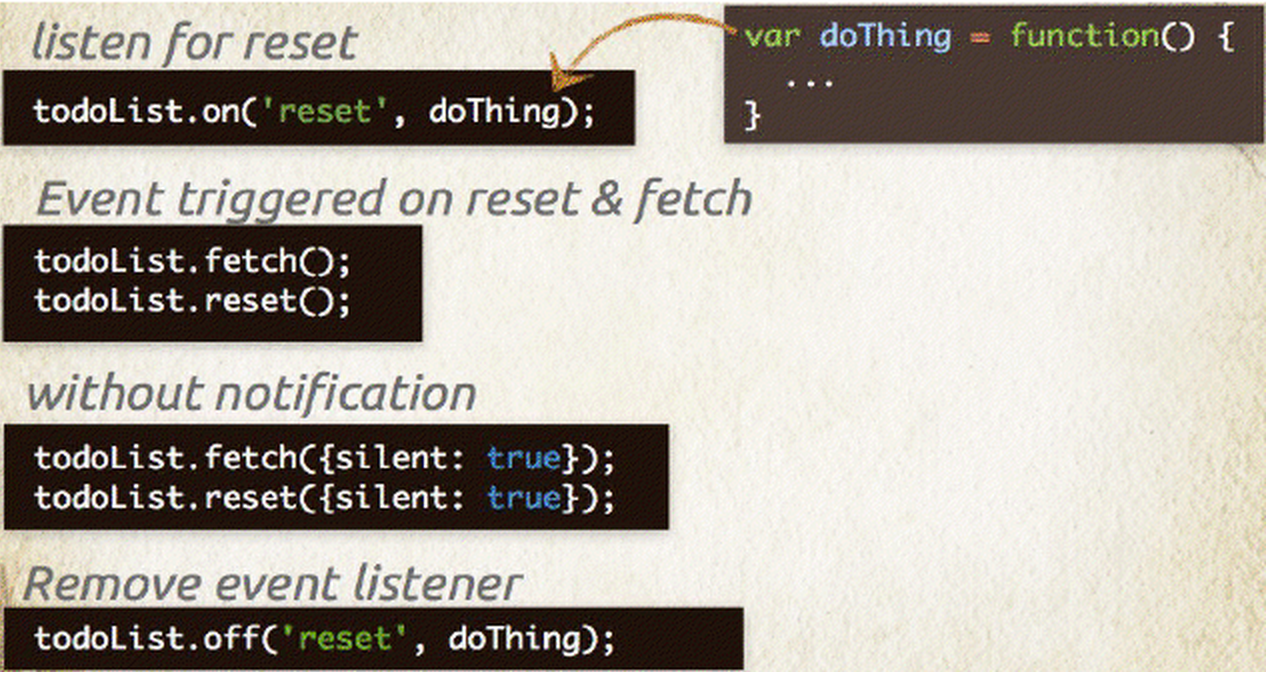 listen for reset
todoList.on('reset', doThing);
var doThing = function() {
...
}
Event triggered on reset & fetch
todoList.fetch();
todoList.reset();
without notification
todoList.fetch({silent: true});
todoList.reset({silent: true});
Remove event listener
todoList.off('reset', doThing);